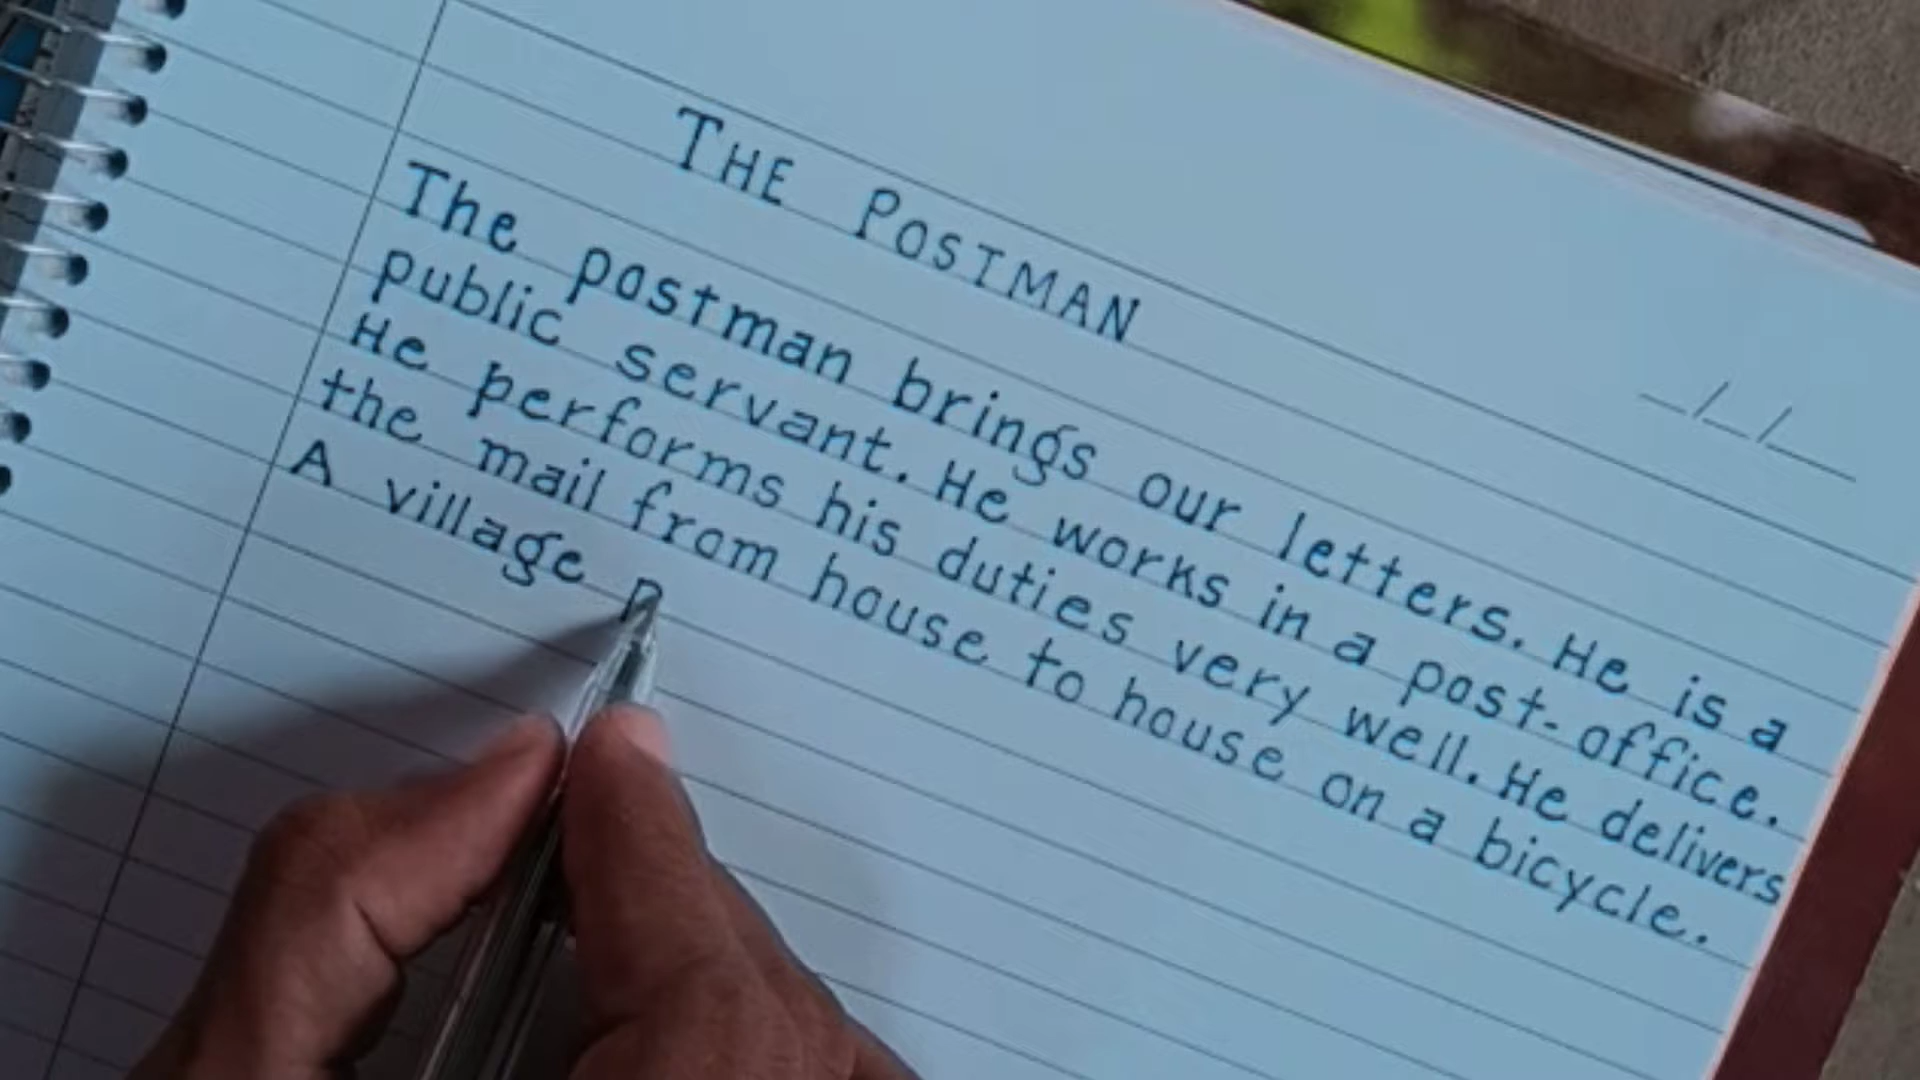 THE POSTMAN
_/_/__
The postman brings our letters. He is a
public servant. He works in a post-office.
He performs his duties very well. He delivers
the mail from house to house on a bicycle.
A village p